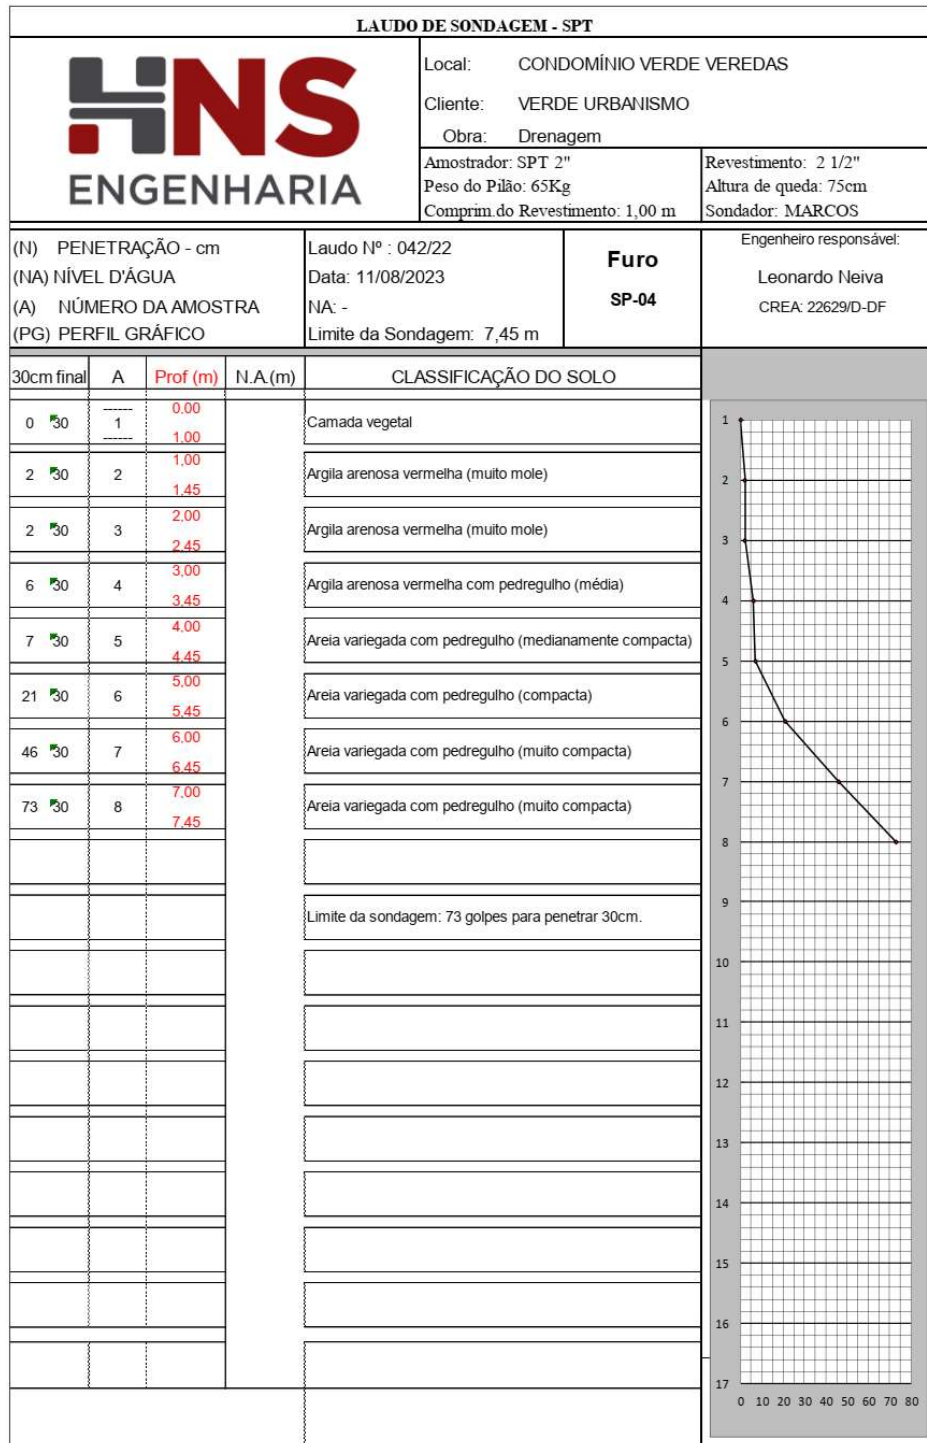 LAUDO DE SONDAGEM - SPT
HNS
ENGENHARIA
Local: CONDOMÍNIO VERDE VEREDAS
Cliente: VERDE URBANISMO
Obra: Drenagem
Amostrador: SPT 2"
Peso do Pilão: 65Kg
Comprim.do Revestimento: 1,00 m
Revestimento: 2 1/2"
Altura de queda: 75cm
Sondador: MARCOS
(N) PENETRAÇÃO - cm
(NA) NÍVEL D'ÁGUA
(A) NÚMERO DA AMOSTRA
(PG) PERFIL GRÁFICO
Laudo Nº : 042/22
Data: 11/08/2023
NA: -
Limite da Sondagem: 7,45 m
Furo
SP-04
Engenheiro responsável:
Leonardo Neiva
CREA: 22629/D-DF
30cm final A Prof (m) N.A.(m) CLASSIFICAÇÃO DO SOLO
0 30 ------ 1 ------ 0.00 1,00 Camada vegetal
2 30 2 1,00 1,45 Argila arenosa vermelha (muito mole)
2 30 3 2,00 2,45 Argila arenosa vermelha (muito mole)
6 30 4 3,00 3,45 Argila arenosa vermelha com pedregulho (média)
7 30 5 4,00 4,45 Areia variegada com pedregulho (medianamente compacta)
21 30 6 5,00 5,45 Areia variegada com pedregulho (compacta)
46 30 7 6,00 6,45 Areia variegada com pedregulho (muito compacta)
73 30 8 7,00 7,45 Areia variegada com pedregulho (muito compacta)
Limite da sondagem: 73 golpes para penetrar 30cm.
1
2
3
4
5
6
7
8
9
10
11
12
13
14
15
16
17
0 10 20 30 40 50 60 70 80